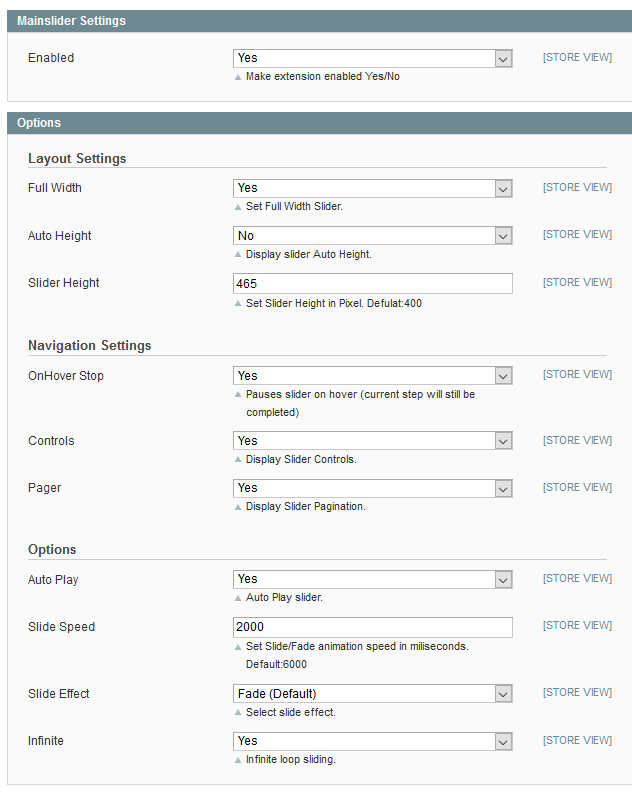 Mainslider Settings
Enabled Yes [STORE VIEW]
Make extension enabled Yes/No
Options
Layout Settings
Full Width Yes [STORE VIEW]
Set Full Width Slider.
Auto Height No [STORE VIEW]
Display slider Auto Height.
Slider Height 465 [STORE VIEW]
Set Slider Height in Pixel. Defulat:400
Navigation Settings
OnHover Stop Yes [STORE VIEW]
Pauses slider on hover (current step will still be
completed)
Controls Yes [STORE VIEW]
Display Slider Controls.
Pager Yes [STORE VIEW]
Display Slider Pagination.
Options
Auto Play Yes [STORE VIEW]
Auto Play slider.
Slide Speed 2000 [STORE VIEW]
Set Slide/Fade animation speed in miliseconds.
Default:6000
Slide Effect Fade (Default) [STORE VIEW]
Select slide effect.
Infinite Yes [STORE VIEW]
Infinite loop sliding.